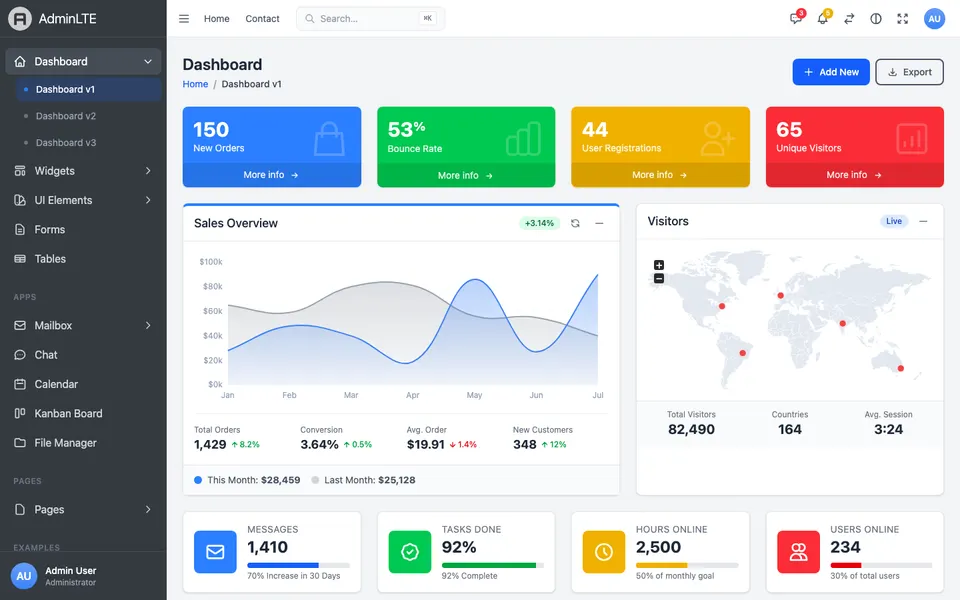 AdminLTE
Dashboard
Dashboard v1
Dashboard v2
Dashboard v3
Widgets
UI Elements
Forms
Tables
APPS
Mailbox
Chat
Calendar
Kanban Board
File Manager
PAGES
Pages
EXAMPLES
AU
Admin User
Administrator
Home
Contact
Search...
⌘K
3
5
AU
Dashboard
Home / Dashboard v1
+ Add New
Export
150
New Orders
More info →
53%
Bounce Rate
More info →
44
User Registrations
More info →
65
Unique Visitors
More info →
Sales Overview
+3.14%
$100k
$80k
$60k
$40k
$20k
$0k
Jan Feb Mar Apr May Jun Jul
Total Orders
1,429 ↑ 8.2%
Conversion
3.64% ↑ 0.5%
Avg. Order
$19.91 ↓ 1.4%
New Customers
348 ↑ 12%
This Month: $28,459
Last Month: $25,128
Visitors
Live
+
−
Total Visitors
82,490
Countries
164
Avg. Session
3:24
MESSAGES
1,410
70% Increase in 30 Days
TASKS DONE
92%
92% Complete
HOURS ONLINE
2,500
50% of monthly goal
USERS ONLINE
234
30% of total users